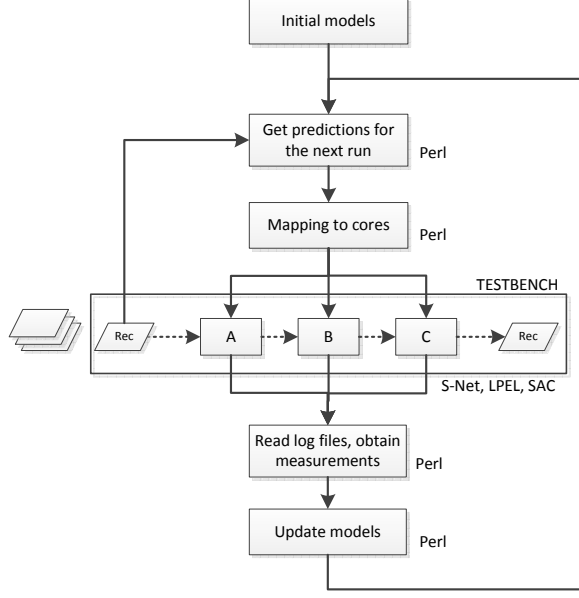 Initial models
Get predictions for
the next run
Perl
Mapping to cores
Perl
TESTBENCH
Rec
A
B
C
Rec
S-Net, LPEL, SAC
Read log files, obtain
measurements
Perl
Update models
Perl